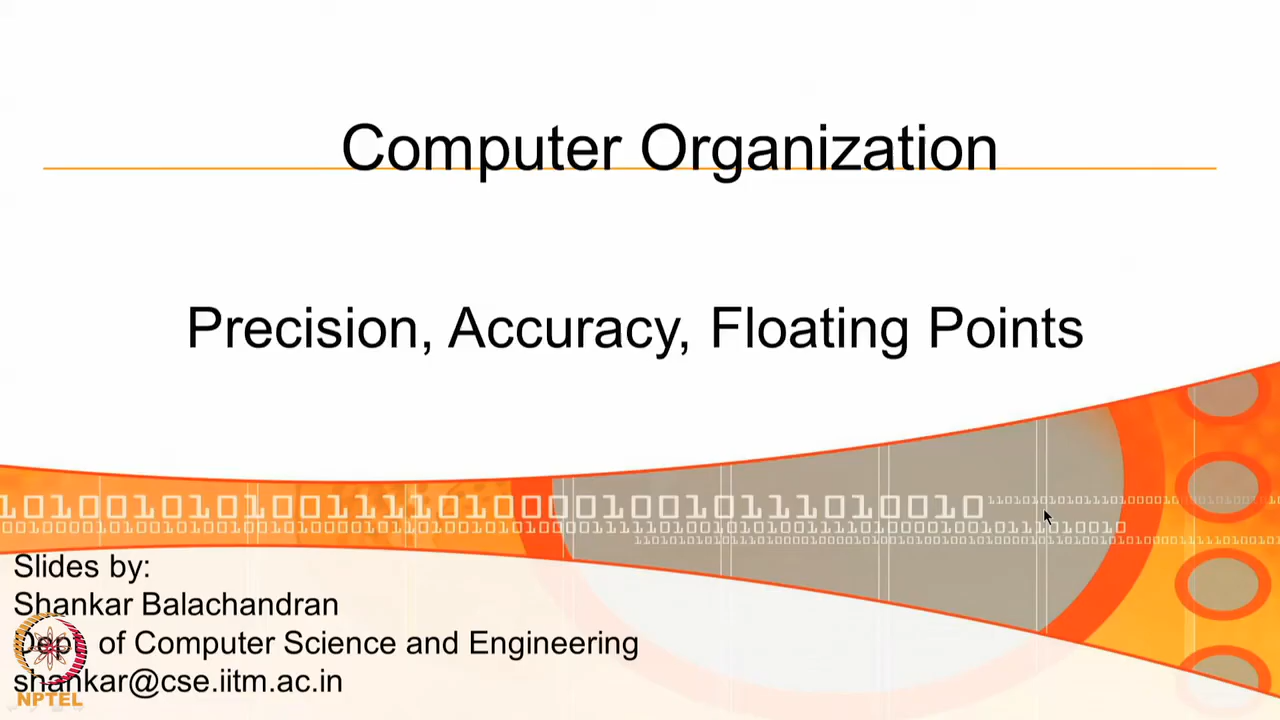 Computer Organization
Precision, Accuracy, Floating Points
Slides by:
Shankar Balachandran
Dept. of Computer Science and Engineering
shankar@cse.iitm.ac.in
NPTEL